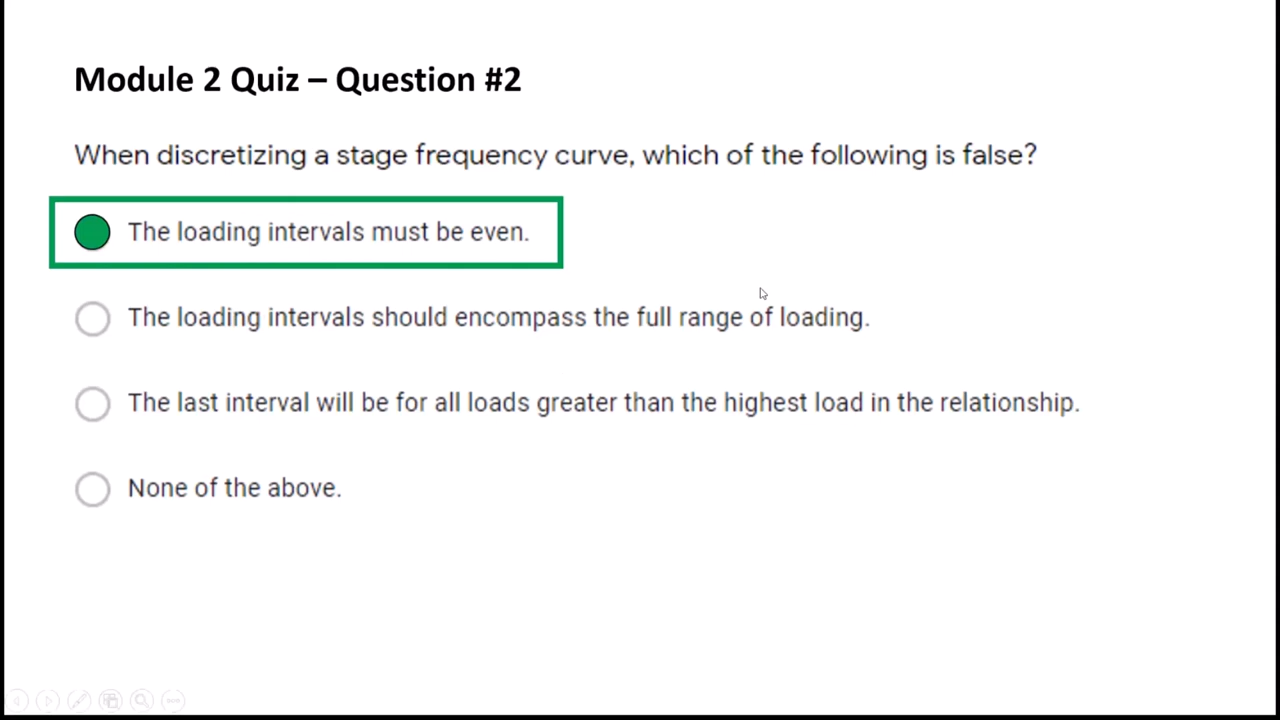 Module 2 Quiz – Question #2
When discretizing a stage frequency curve, which of the following is false?
The loading intervals must be even.
The loading intervals should encompass the full range of loading.
The last interval will be for all loads greater than the highest load in the relationship.
None of the above.